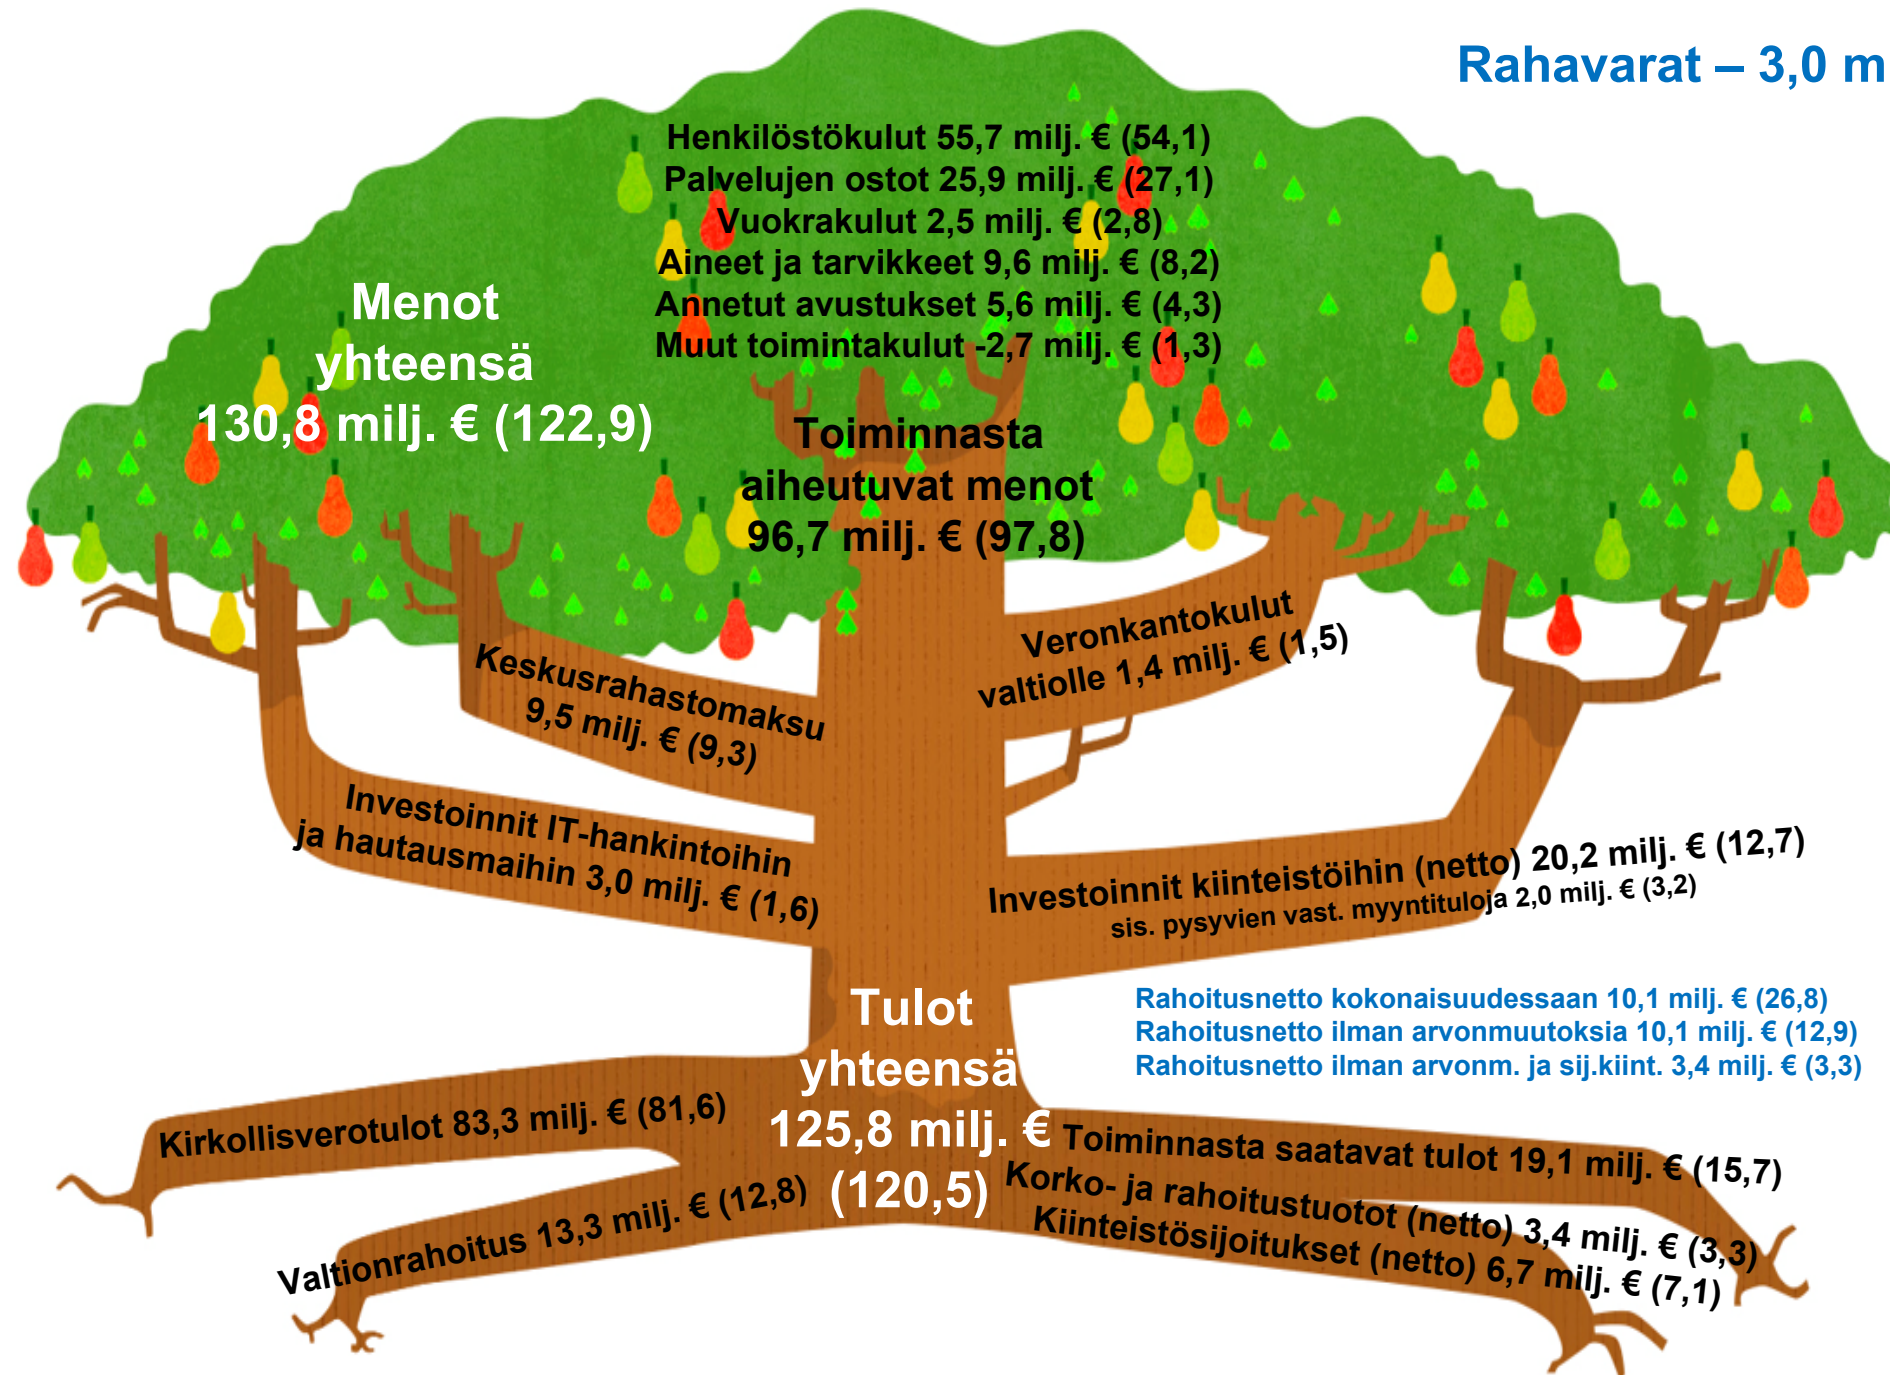 Rahavarat – 3,0 m
Henkilöstökulut 55,7 milj. € (54,1)
Palvelujen ostot 25,9 milj. € (27,1)
Vuokrakulut 2,5 milj. € (2,8)
Aineet ja tarvikkeet 9,6 milj. € (8,2)
Annetut avustukset 5,6 milj. € (4,3)
Muut toimintakulut -2,7 milj. € (1,3)
Menot
yhteensä
130,8 milj. € (122,9)
Toiminnasta
aiheutuvat menot
96,7 milj. € (97,8)
Veronkantokulut
valtiolle 1,4 milj. € (1,5)
Keskusrahastomaksu
9,5 milj. € (9,3)
Investoinnit IT-hankintoihin
ja hautausmaihin 3,0 milj. € (1,6)
Investoinnit kiinteistöihin (netto) 20,2 milj. € (12,7)
sis. pysyvien vast. myyntituloja 2,0 milj. € (3,2)
Tulot
yhteensä
125,8 milj. €
(120,5)
Rahoitusnetto kokonaisuudessaan 10,1 milj. € (26,8)
Rahoitusnetto ilman arvonmuutoksia 10,1 milj. € (12,9)
Rahoitusnetto ilman arvonm. ja sij.kiint. 3,4 milj. € (3,3)
Kirkollisverotulot 83,3 milj. € (81,6)
Valtionrahoitus 13,3 milj. € (12,8)
Toiminnasta saatavat tulot 19,1 milj. € (15,7)
Korko- ja rahoitustuotot (netto) 3,4 milj. € (3,3)
Kiinteistösijoitukset (netto) 6,7 milj. € (7,1)